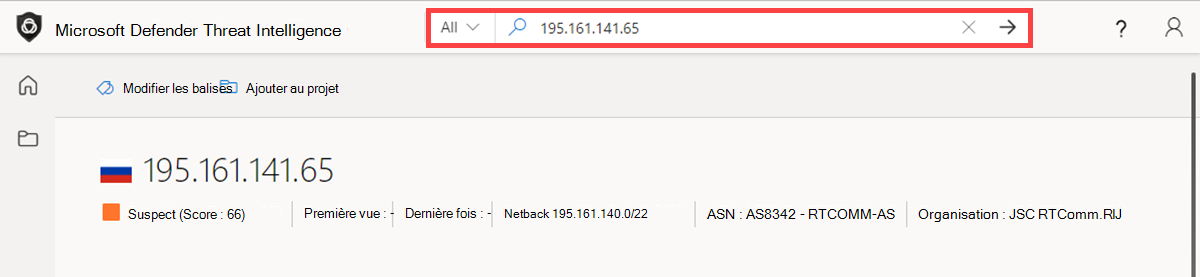 Microsoft Defender Threat Intelligence All 195.161.141.65 ?
Modifier les balises Ajouter au projet
195.161.141.65
Suspect (Score : 66) Première vue : - Dernière fois : - Netback 195.161.140.0/22 ASN : AS8342 - RTCOMM-AS Organisation : JSC RTComm.RIJ